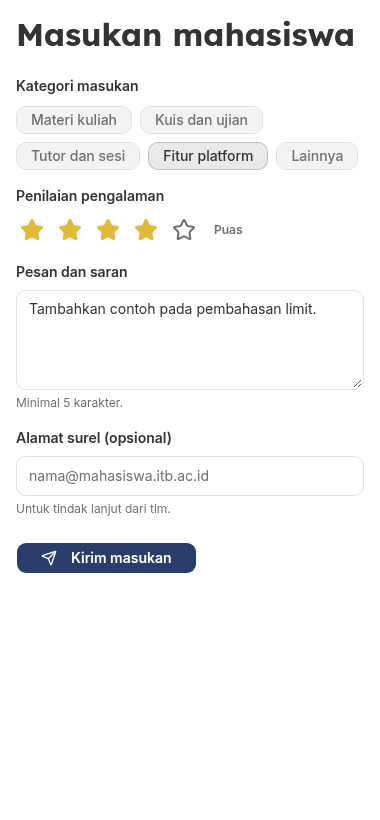 Masukan mahasiswa
Kategori masukan
Materi kuliah Kuis dan ujian
Tutor dan sesi Fitur platform Lainnya
Penilaian pengalaman
Puas
Pesan dan saran
Tambahkan contoh pada pembahasan limit.
Minimal 5 karakter.
Alamat surel (opsional)
nama@mahasiswa.itb.ac.id
Untuk tindak lanjut dari tim.
Kirim masukan